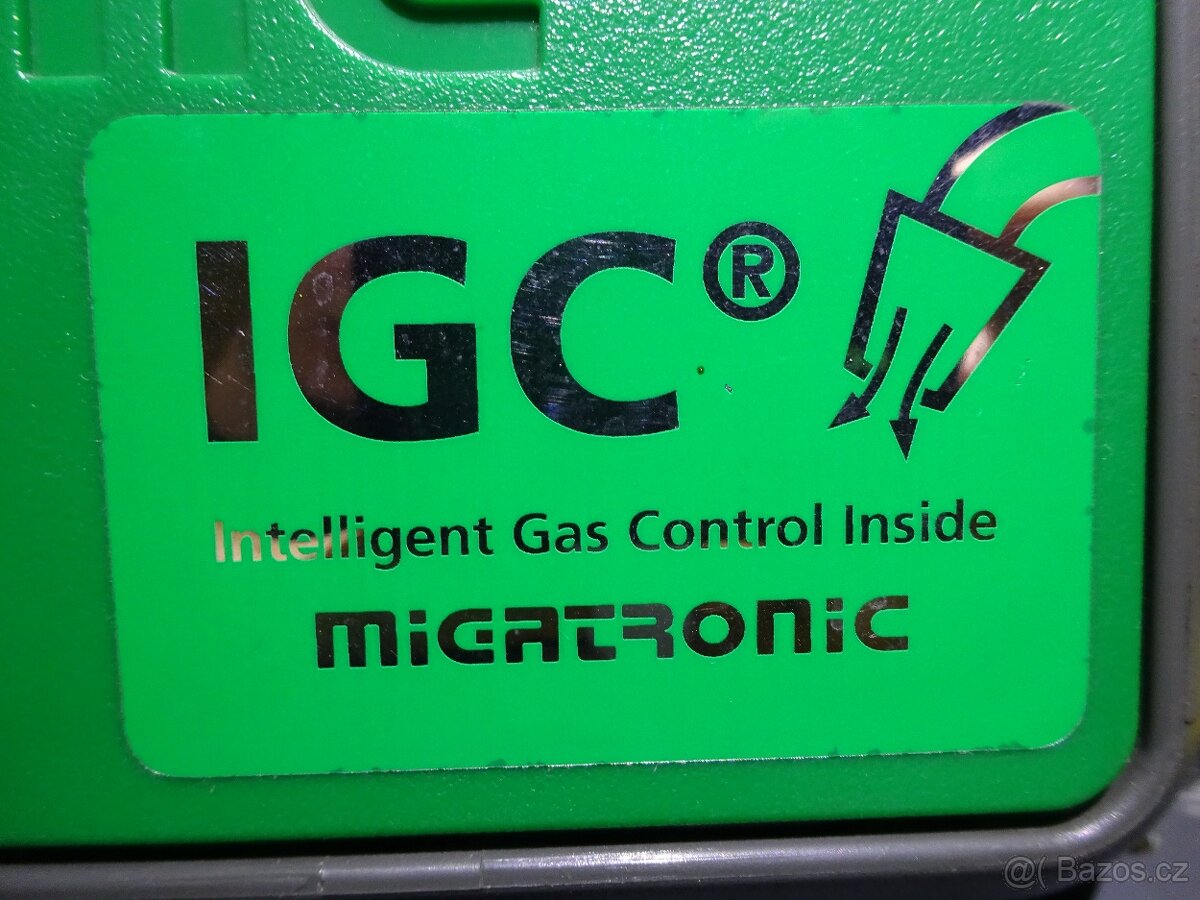 IGC®
Intelligent Gas Control Inside
MiGATRONiC
@( Bazos.cz